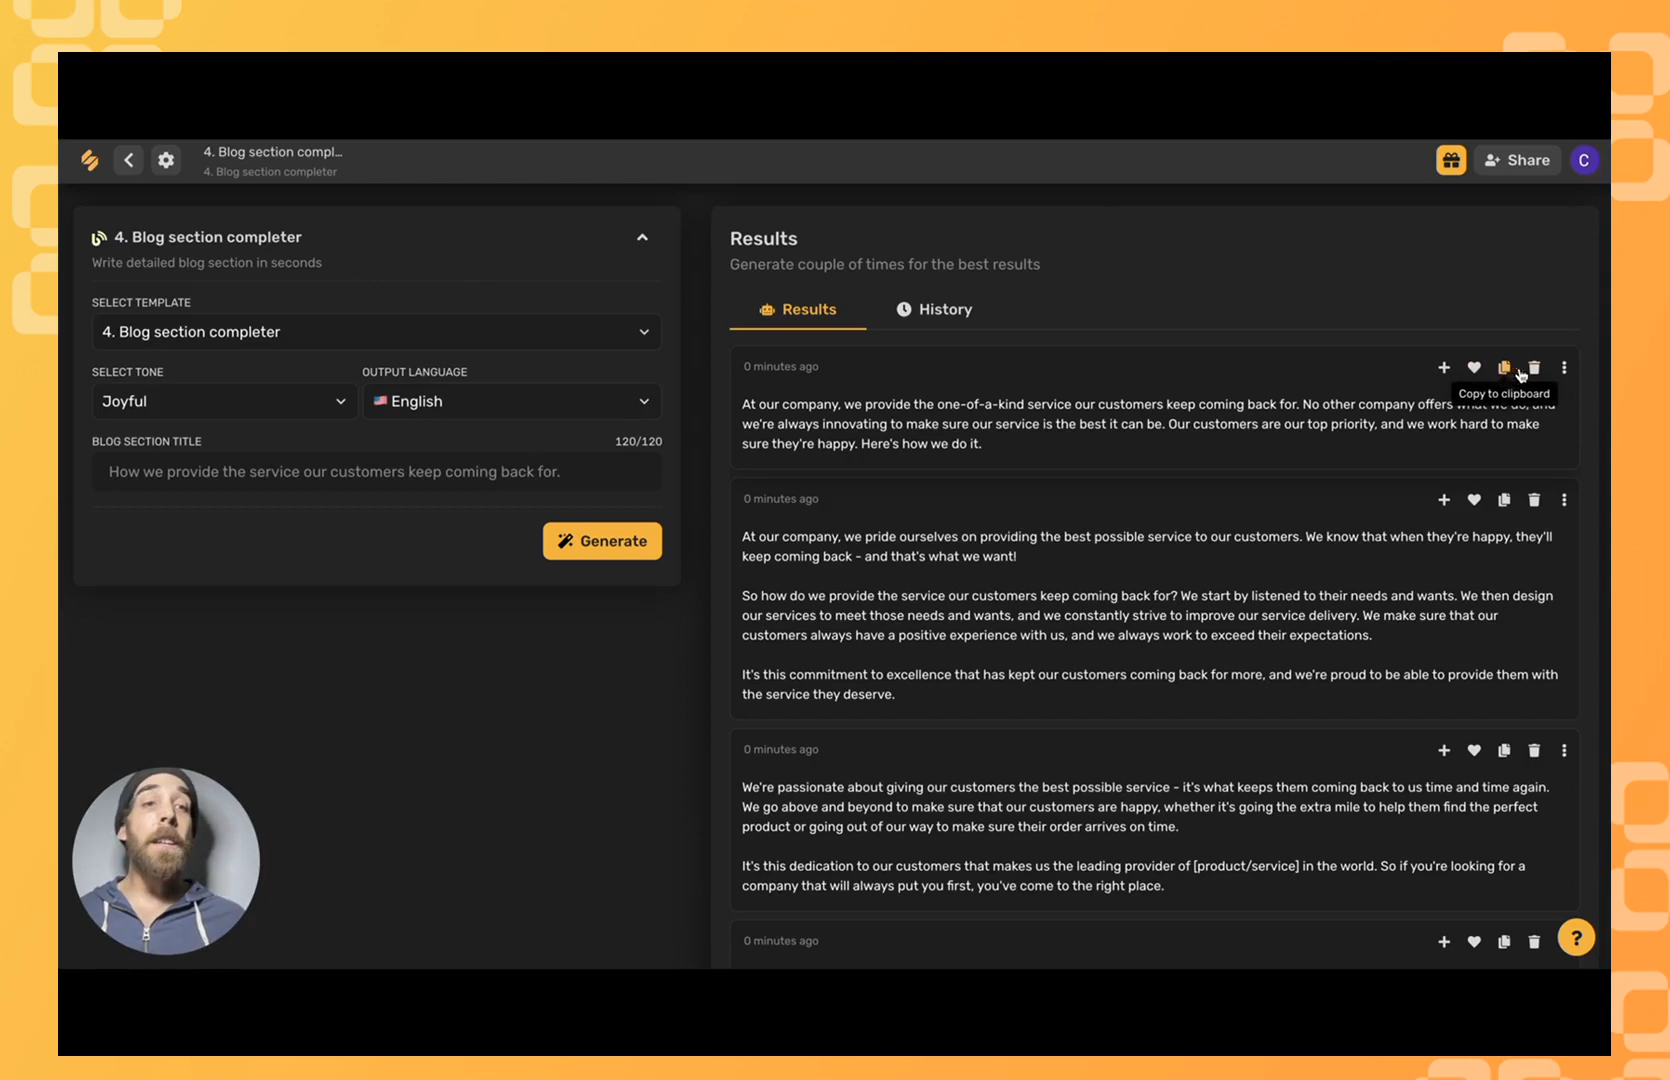 4. Blog section compl...
4. Blog section completer
Share
C
4. Blog section completer
Write detailed blog section in seconds
SELECT TEMPLATE
4. Blog section completer
SELECT TONE
OUTPUT LANGUAGE
Joyful
English
BLOG SECTION TITLE
120/120
How we provide the service our customers keep coming back for.
Generate
Results
Generate couple of times for the best results
Results
History
0 minutes ago
Copy to clipboard
At our company, we provide the one-of-a-kind service our customers keep coming back for. No other company offers what we do, and
we're always innovating to make sure our service is the best it can be. Our customers are our top priority, and we work hard to make
sure they're happy. Here's how we do it.
0 minutes ago
At our company, we pride ourselves on providing the best possible service to our customers. We know that when they're happy, they'll
keep coming back - and that's what we want!
So how do we provide the service our customers keep coming back for? We start by listened to their needs and wants. We then design
our services to meet those needs and wants, and we constantly strive to improve our service delivery. We make sure that our
customers always have a positive experience with us, and we always work to exceed their expectations.
It's this commitment to excellence that has kept our customers coming back for more, and we're proud to be able to provide them with
the service they deserve.
0 minutes ago
We're passionate about giving our customers the best possible service - it's what keeps them coming back to us time and time again.
We go above and beyond to make sure that our customers are happy, whether it's going the extra mile to help them find the perfect
product or going out of our way to make sure their order arrives on time.
It's this dedication to our customers that makes us the leading provider of [product/service] in the world. So if you're looking for a
company that will always put you first, you've come to the right place.
0 minutes ago
?